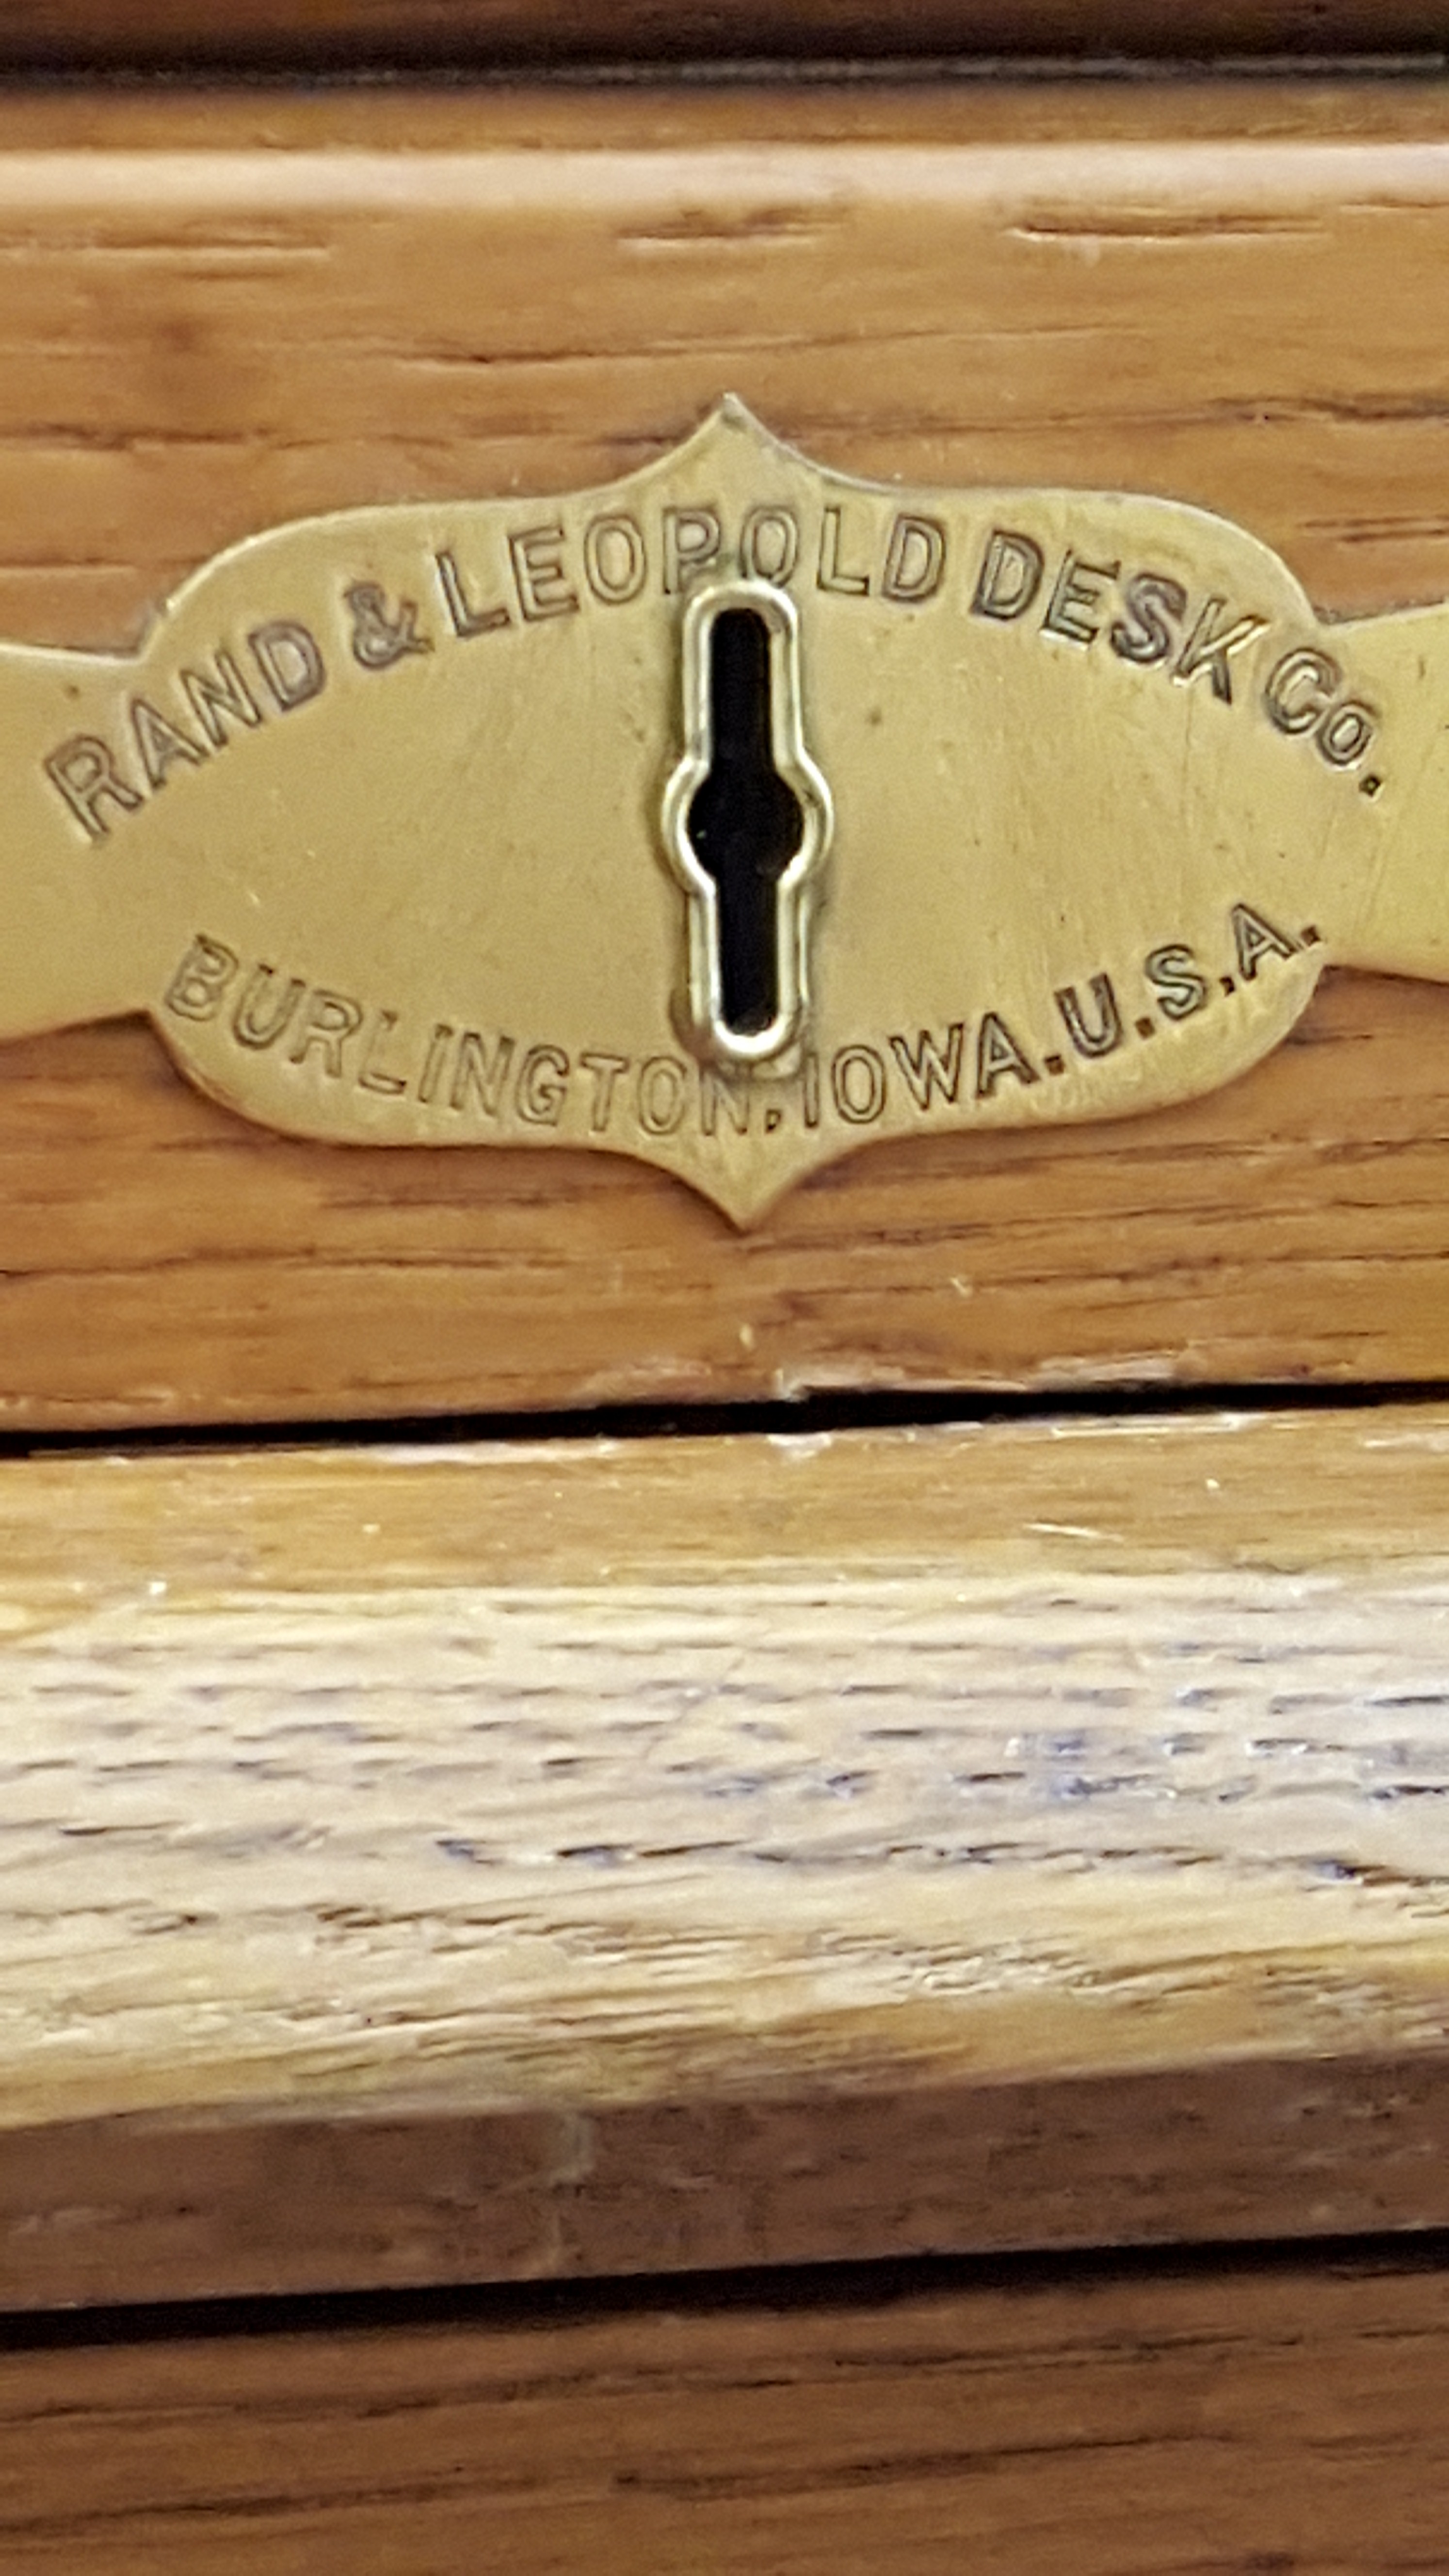 RAND & LEOPOLD DESK Co.
BURLINGTON, IOWA. U.S.A.